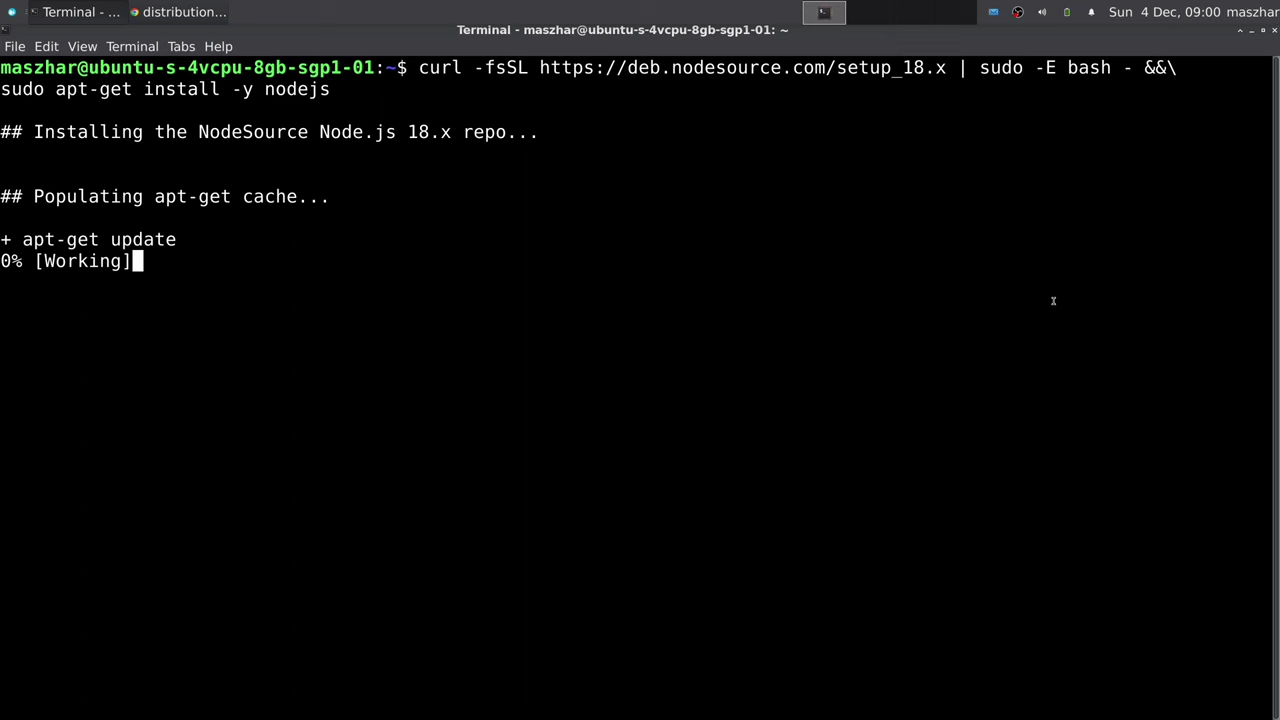 Terminal - ...
distribution...
Sun 4 Dec, 09:00 maszhar
Terminal - maszhar@ubuntu-s-4vcpu-8gb-sgp1-01: ~
File Edit View Terminal Tabs Help
maszhar@ubuntu-s-4vcpu-8gb-sgp1-01:~$ curl -fsSL https://deb.nodesource.com/setup_18.x | sudo -E bash - &&\
sudo apt-get install -y nodejs
## Installing the NodeSource Node.js 18.x repo...
## Populating apt-get cache...
+ apt-get update
0% [Working]